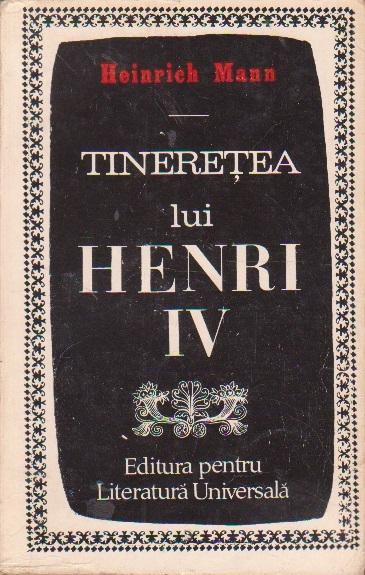 Heinrich Mann
TINEREȚEA
lui
HENRI
IV
Editura pentru
Literatură Universală